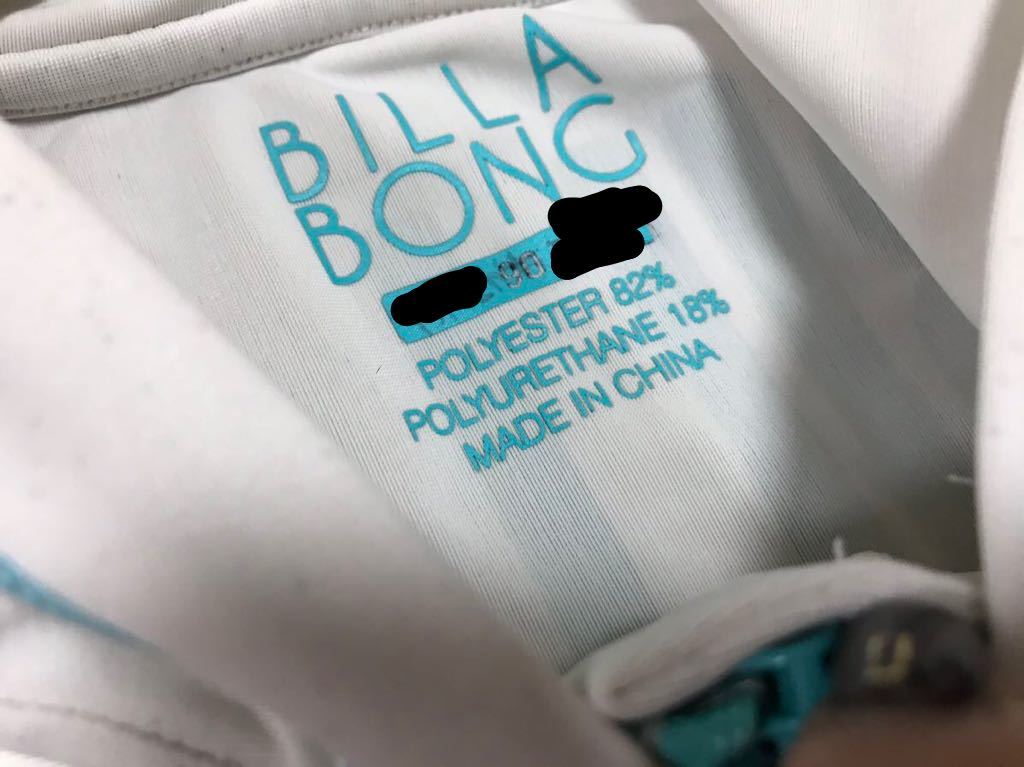 BILLA
BONG
90
POLYESTER 82%
POLYURETHANE 18%
MADE IN CHINA